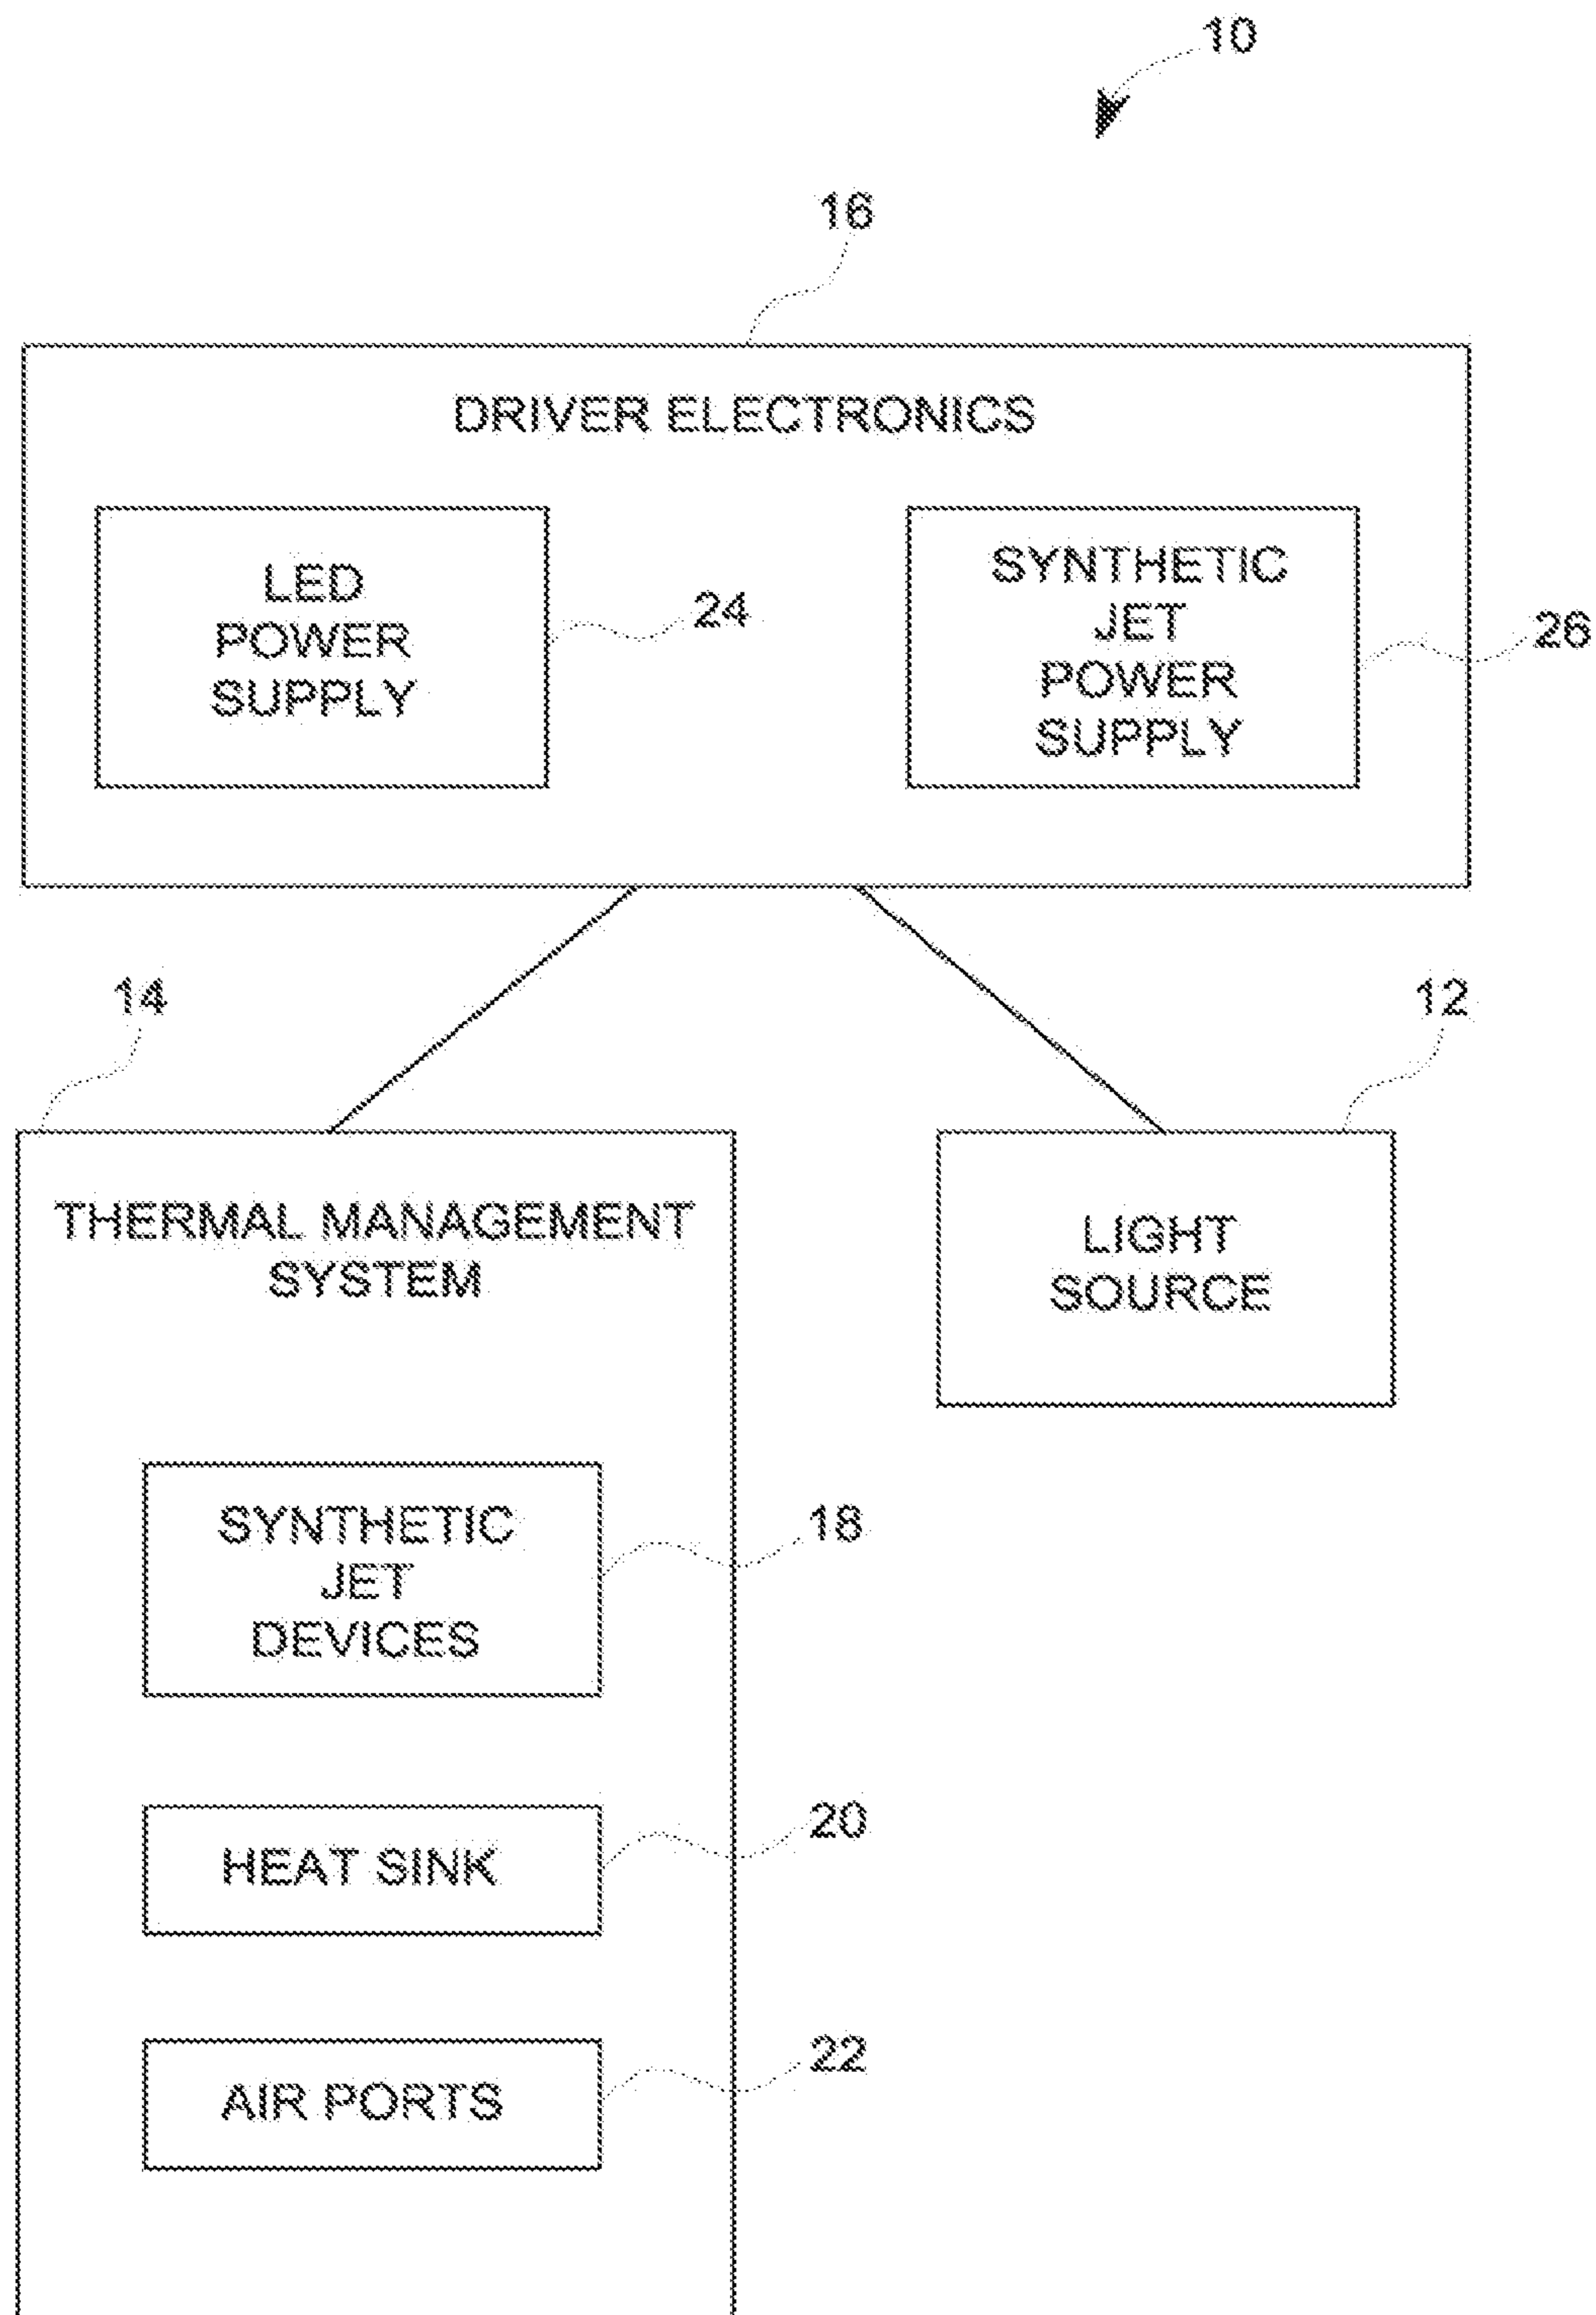 10
16
DRIVER ELECTRONICS
LED
POWER
SUPPLY
24
SYNTHETIC
JET
POWER
SUPPLY
26
14
12
THERMAL MANAGEMENT
SYSTEM
LIGHT
SOURCE
SYNTHETIC
JET
DEVICES
18
HEAT SINK
20
AIR PORTS
22